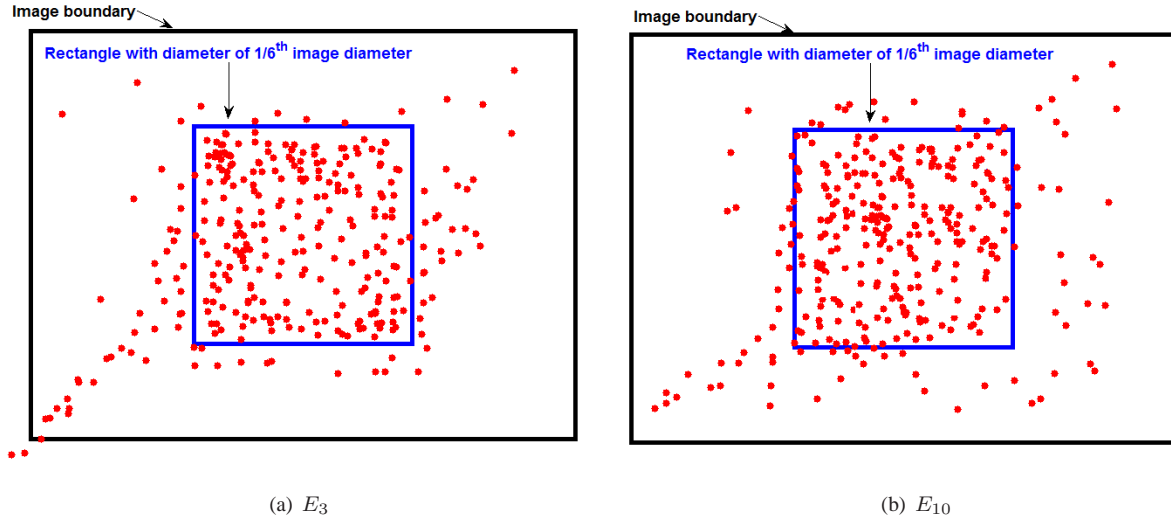 Image boundary
Rectangle with diameter of 1/6th image diameter
(a) E3
Image boundary
Rectangle with diameter of 1/6th image diameter
(b) E10